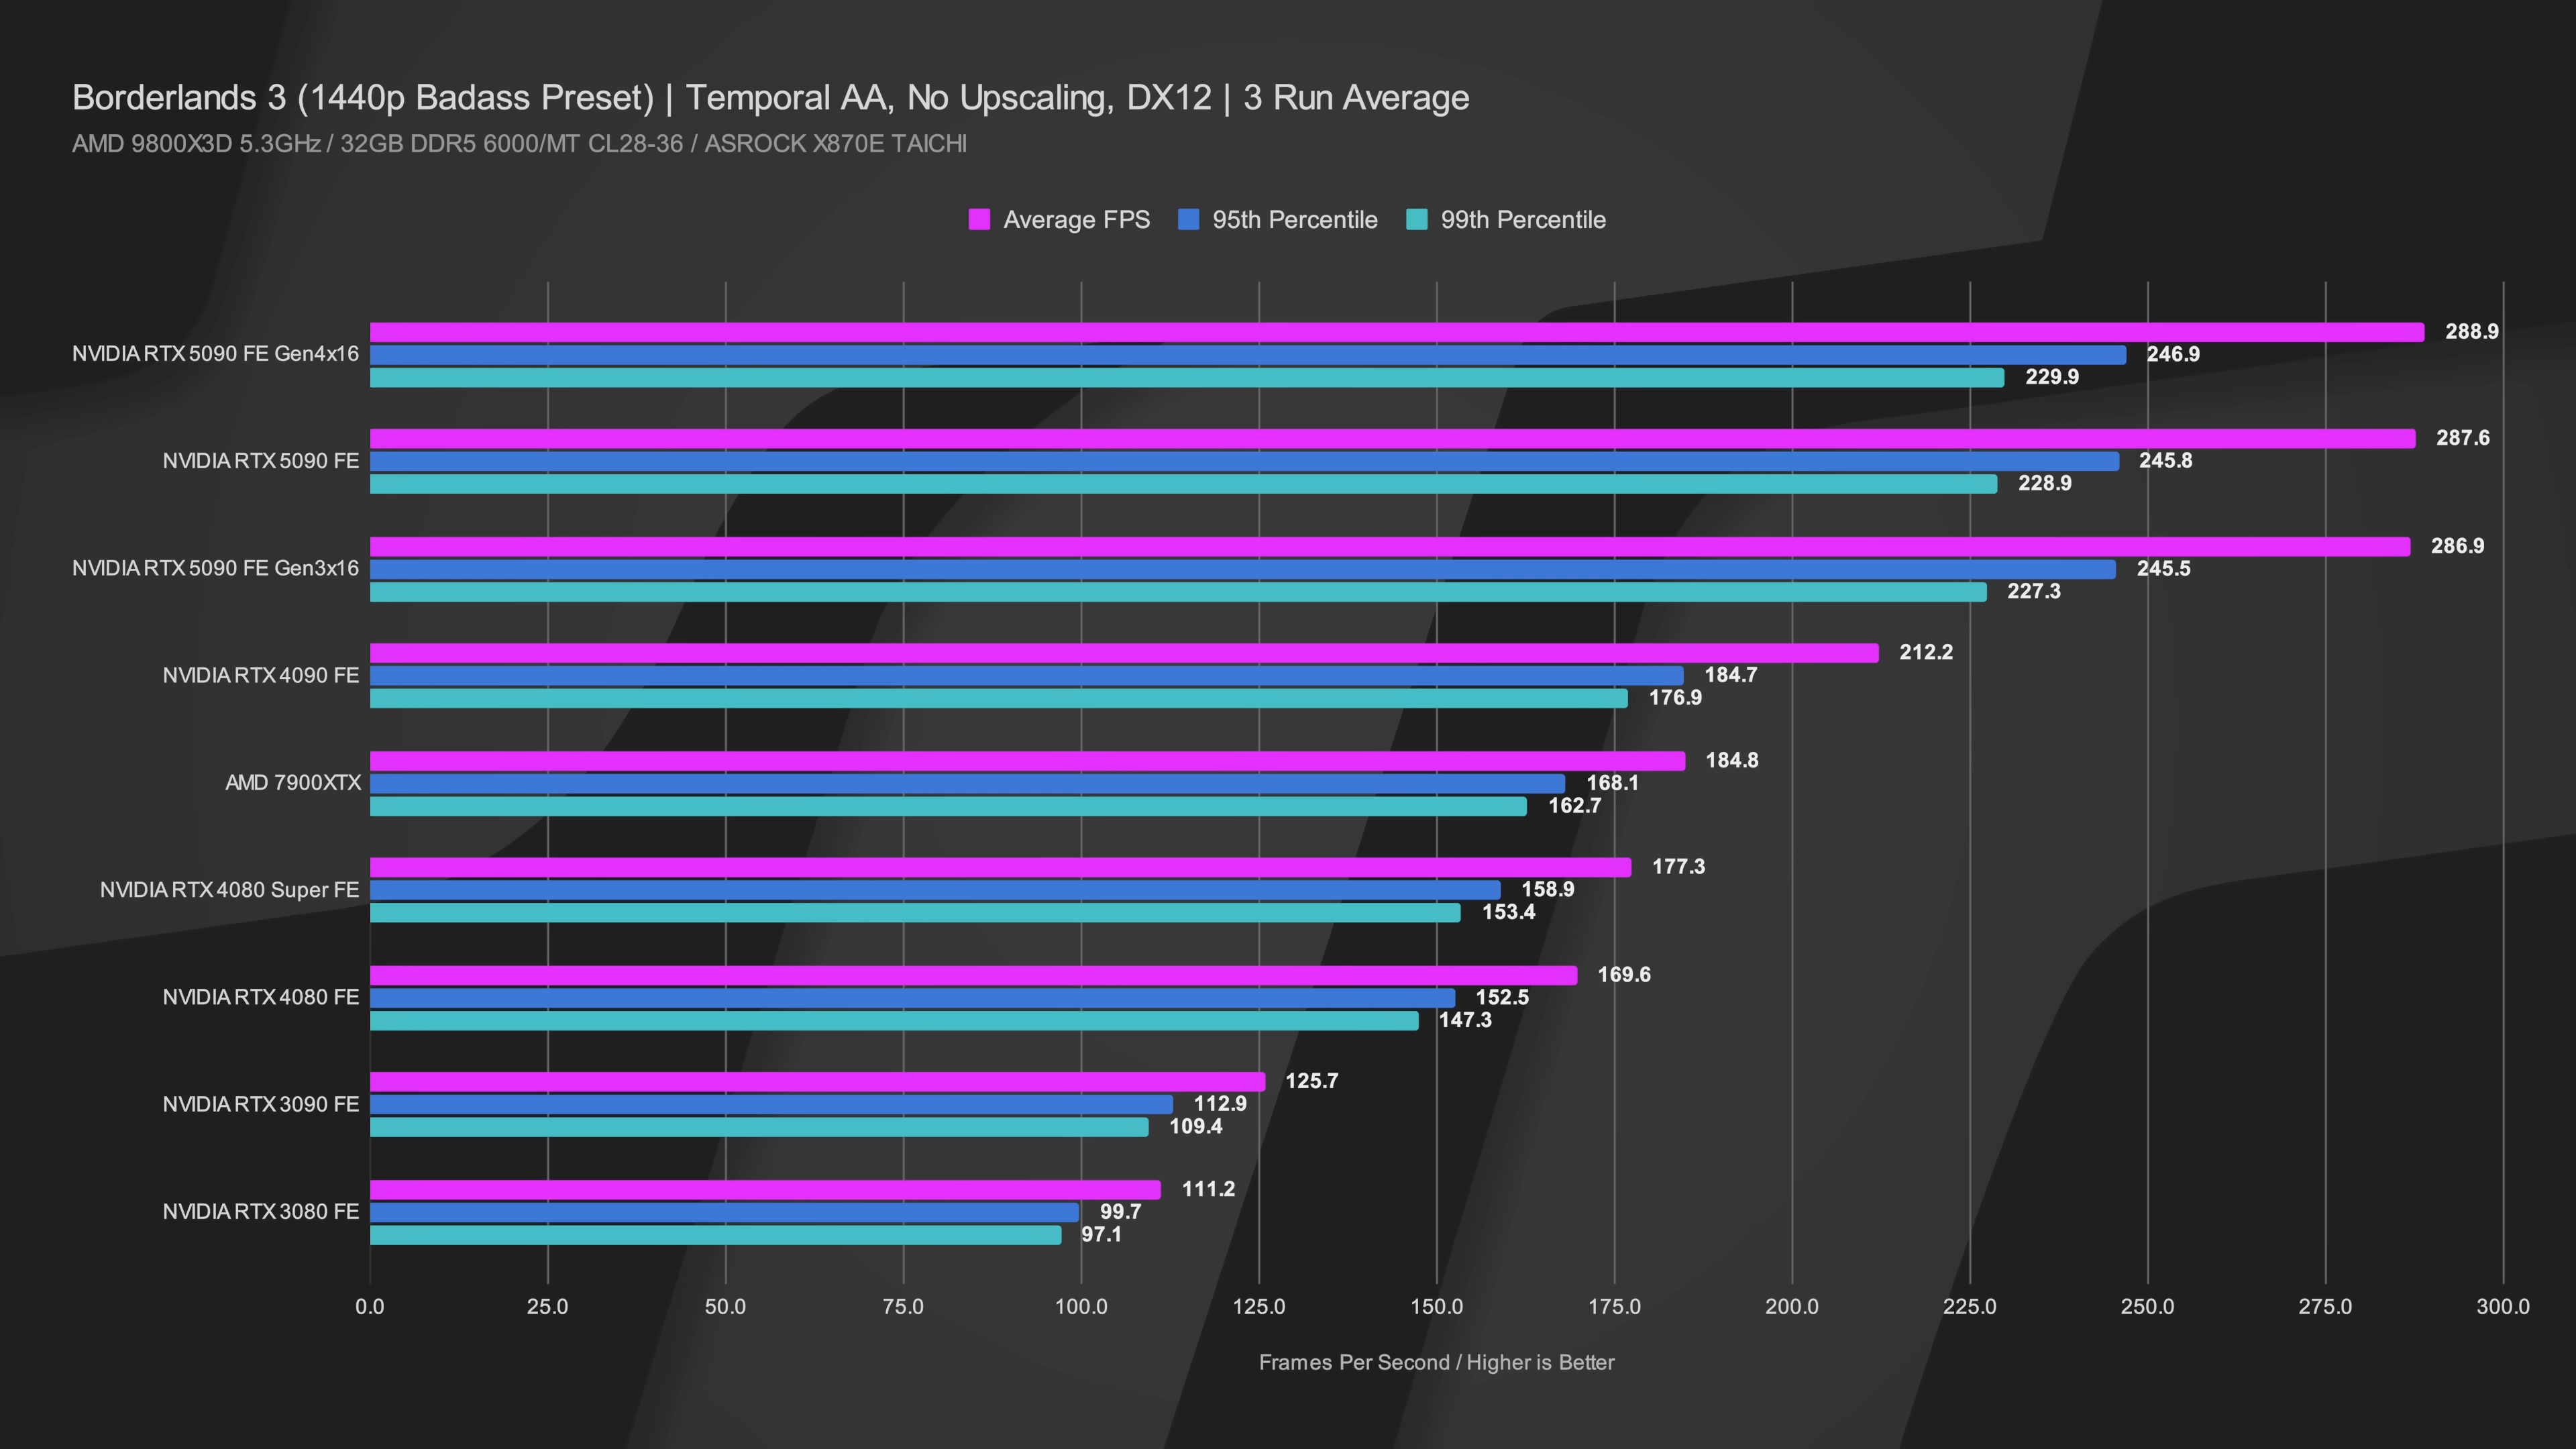 Borderlands 3 (1440p Badass Preset) | Temporal AA, No Upscaling, DX12 | 3 Run Average
AMD 9800X3D 5.3GHz / 32GB DDR5 6000/MT CL28-36 / ASROCK X870E TAICHI
Average FPS 95th Percentile 99th Percentile
NVIDIA RTX 5090 FE Gen4x16
288.9
246.9
229.9
NVIDIA RTX 5090 FE
287.6
245.8
228.9
NVIDIA RTX 5090 FE Gen3x16
286.9
245.5
227.3
NVIDIA RTX 4090 FE
212.2
184.7
176.9
AMD 7900XTX
184.8
168.1
162.7
NVIDIA RTX 4080 Super FE
177.3
158.9
153.4
NVIDIA RTX 4080 FE
169.6
152.5
147.3
NVIDIA RTX 3090 FE
125.7
112.9
109.4
NVIDIA RTX 3080 FE
111.2
99.7
97.1
0.0 25.0 50.0 75.0 100.0 125.0 150.0 175.0 200.0 225.0 250.0 275.0 300.0
Frames Per Second / Higher is Better